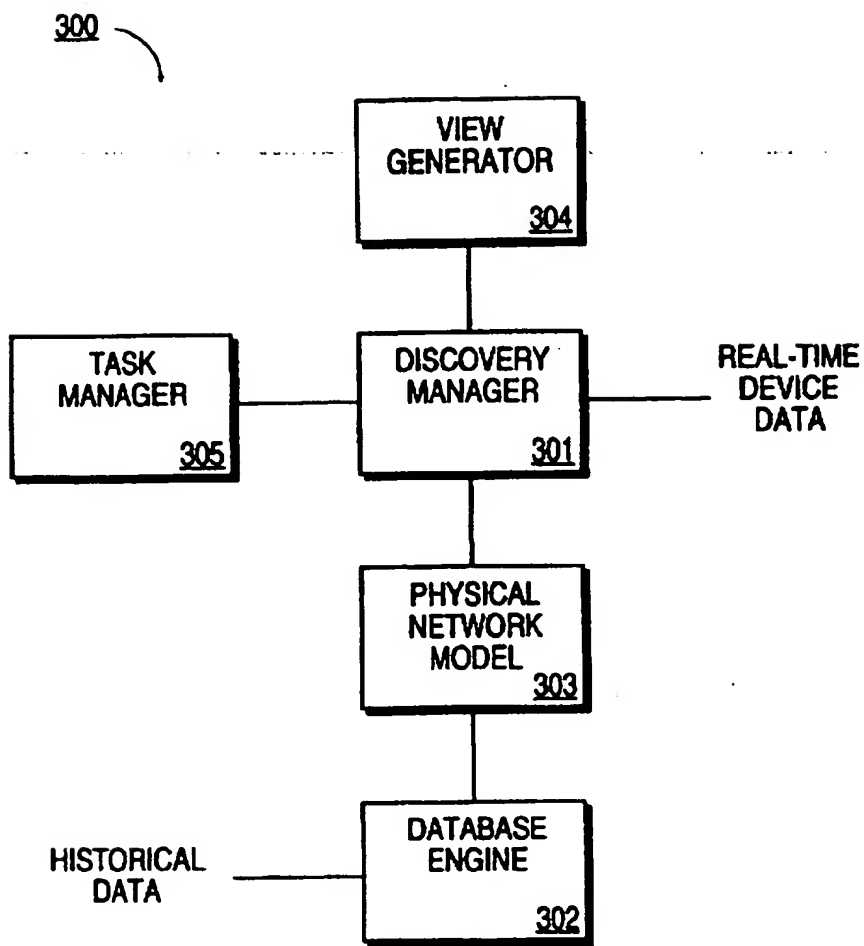 300
VIEW
GENERATOR
304
TASK
MANAGER
305
DISCOVERY
MANAGER
301
REAL-TIME
DEVICE
DATA
PHYSICAL
NETWORK
MODEL
303
HISTORICAL
DATA
DATABASE
ENGINE
302